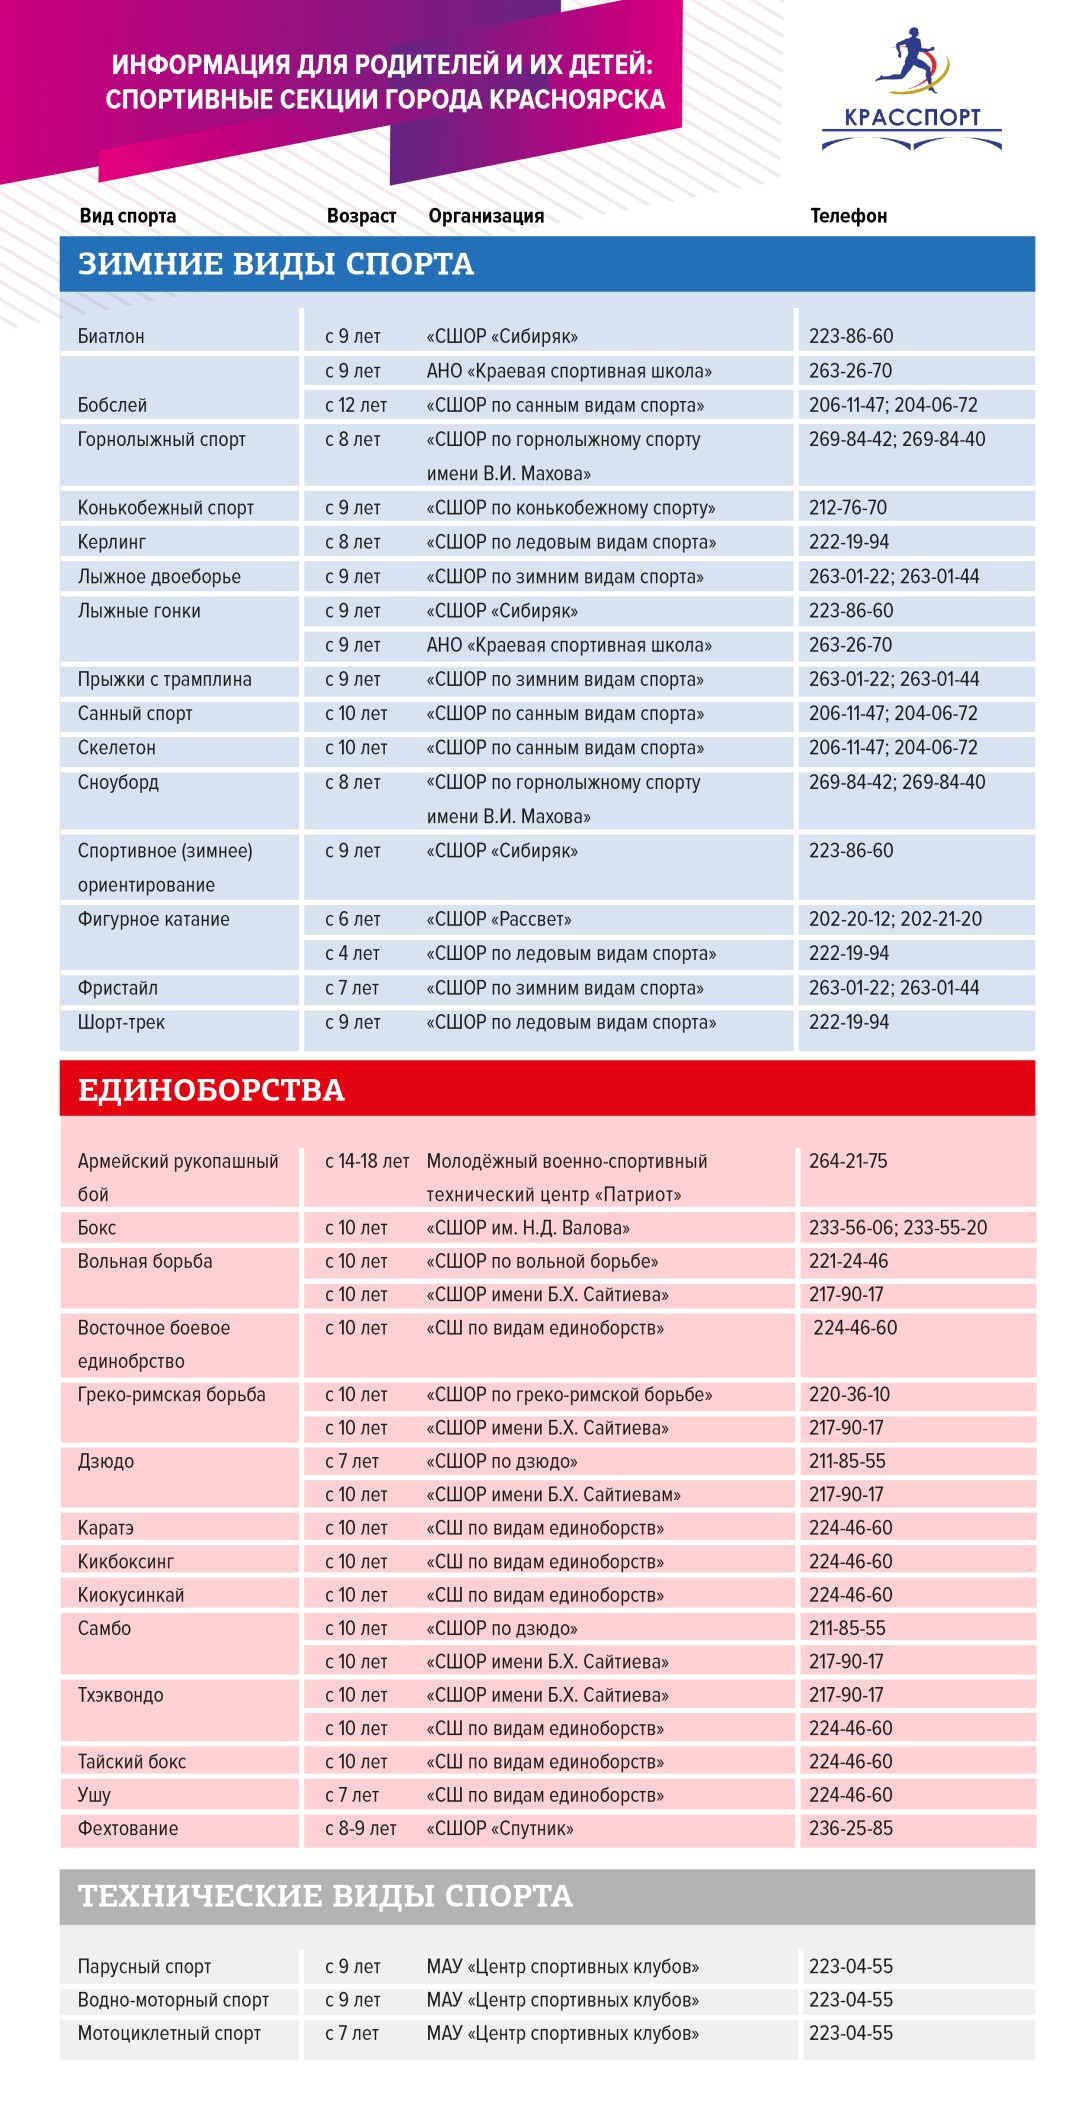 ИНФОРМАЦИЯ ДЛЯ РОДИТЕЛЕЙ И ИХ ДЕТЕЙ:
СПОРТИВНЫЕ СЕКЦИИ ГОРОДА КРАСНОЯРСКА
КРАССПОРТ
Вид спорта Возраст Организация Телефон
ЗИМНИЕ ВИДЫ СПОРТА
Биатлон с 9 лет «СШОР «Сибиряк» 223-86-60
с 9 лет АНО «Краевая спортивная школа» 263-26-70
Бобслей с 12 лет «СШОР по санным видам спорта» 206-11-47; 204-06-72
Горнолыжный спорт с 8 лет «СШОР по горнолыжному спорту 269-84-42; 269-84-40
имени В.И. Махова»
Конькобежный спорт с 9 лет «СШОР по конькобежному спорту» 212-76-70
Керлинг с 8 лет «СШОР по ледовым видам спорта» 222-19-94
Лыжное двоеборье с 9 лет «СШОР по зимним видам спорта» 263-01-22; 263-01-44
Лыжные гонки с 9 лет «СШОР «Сибиряк» 223-86-60
с 9 лет АНО «Краевая спортивная школа» 263-26-70
Прыжки с трамплина с 9 лет «СШОР по зимним видам спорта» 263-01-22; 263-01-44
Санный спорт с 10 лет «СШОР по санным видам спорта» 206-11-47; 204-06-72
Скелетон с 10 лет «СШОР по санным видам спорта» 206-11-47; 204-06-72
Сноуборд с 8 лет «СШОР по горнолыжному спорту 269-84-42; 269-84-40
имени В.И. Махова»
Спортивное (зимнее) с 9 лет «СШОР «Сибиряк» 223-86-60
ориентирование
Фигурное катание с 6 лет «СШОР «Рассвет» 202-20-12; 202-21-20
с 4 лет «СШОР по ледовым видам спорта» 222-19-94
Фристайл с 7 лет «СШОР по зимним видам спорта» 263-01-22; 263-01-44
Шорт-трек с 9 лет «СШОР по ледовым видам спорта» 222-19-94
ЕДИНОБОРСТВА
Армейский рукопашный с 14-18 лет Молодёжный военно-спортивный 264-21-75
бой технический центр «Патриот»
Бокс с 10 лет «СШОР им. Н.Д. Валова» 233-56-06; 233-55-20
Вольная борьба с 10 лет «СШОР по вольной борьбе» 221-24-46
с 10 лет «СШОР имени Б.Х. Сайтиева» 217-90-17
Восточное боевое с 10 лет «СШ по видам единоборств» 224-46-60
единобрство
Греко-римская борьба с 10 лет «СШОР по греко-римской борьбе» 220-36-10
с 10 лет «СШОР имени Б.Х. Сайтиева» 217-90-17
Дзюдо с 7 лет «СШОР по дзюдо» 211-85-55
с 10 лет «СШОР имени Б.Х. Сайтиевам» 217-90-17
Каратэ с 10 лет «СШ по видам единоборств» 224-46-60
Кикбоксинг с 10 лет «СШ по видам единоборств» 224-46-60
Киокусинкай с 10 лет «СШ по видам единоборств» 224-46-60
Самбо с 10 лет «СШОР по дзюдо» 211-85-55
с 10 лет «СШОР имени Б.Х. Сайтиева» 217-90-17
Тхэквондо с 10 лет «СШОР имени Б.Х. Сайтиева» 217-90-17
с 10 лет «СШ по видам единоборств» 224-46-60
Тайский бокс с 10 лет «СШ по видам единоборств» 224-46-60
Ушу с 7 лет «СШ по видам единоборств» 224-46-60
Фехтование с 8-9 лет «СШОР «Спутник» 236-25-85
ТЕХНИЧЕСКИЕ ВИДЫ СПОРТА
Парусный спорт с 9 лет МАУ «Центр спортивных клубов» 223-04-55
Водно-моторный спорт с 9 лет МАУ «Центр спортивных клубов» 223-04-55
Мотоциклетный спорт с 7 лет МАУ «Центр спортивных клубов» 223-04-55